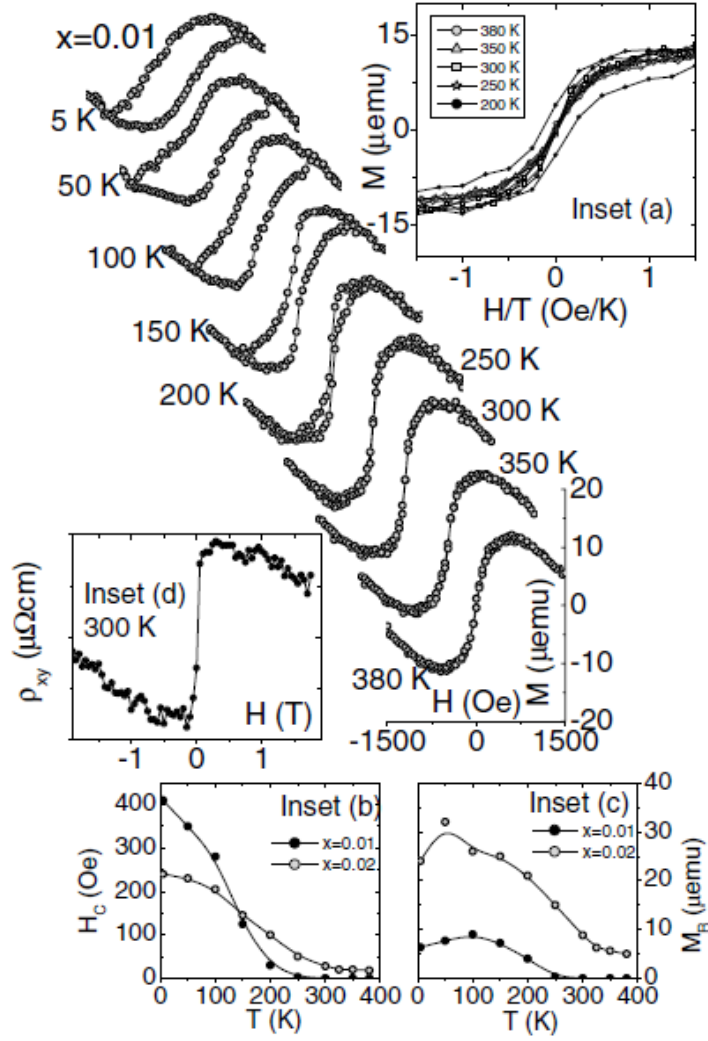 x=0.01
5 K
50 K
100 K
150 K
200 K
250 K
300 K
350 K
380 K
20
10
0
-10
-20
M (μemu)
H (Oe)
-1500 0 1500
15
0
-15
M (μemu)
380 K
350 K
300 K
250 K
200 K
Inset (a)
-1 0 1
H/T (Oe/K)
Inset (d)
300 K
ρxy (μΩcm)
H (T)
-1 0 1
Inset (b)
x=0.01
x=0.02
400
300
200
100
0
HC (Oe)
0 100 200 300 400
T (K)
Inset (c)
x=0.01
x=0.02
40
30
20
10
0
MR (μemu)
0 100 200 300 400
T (K)